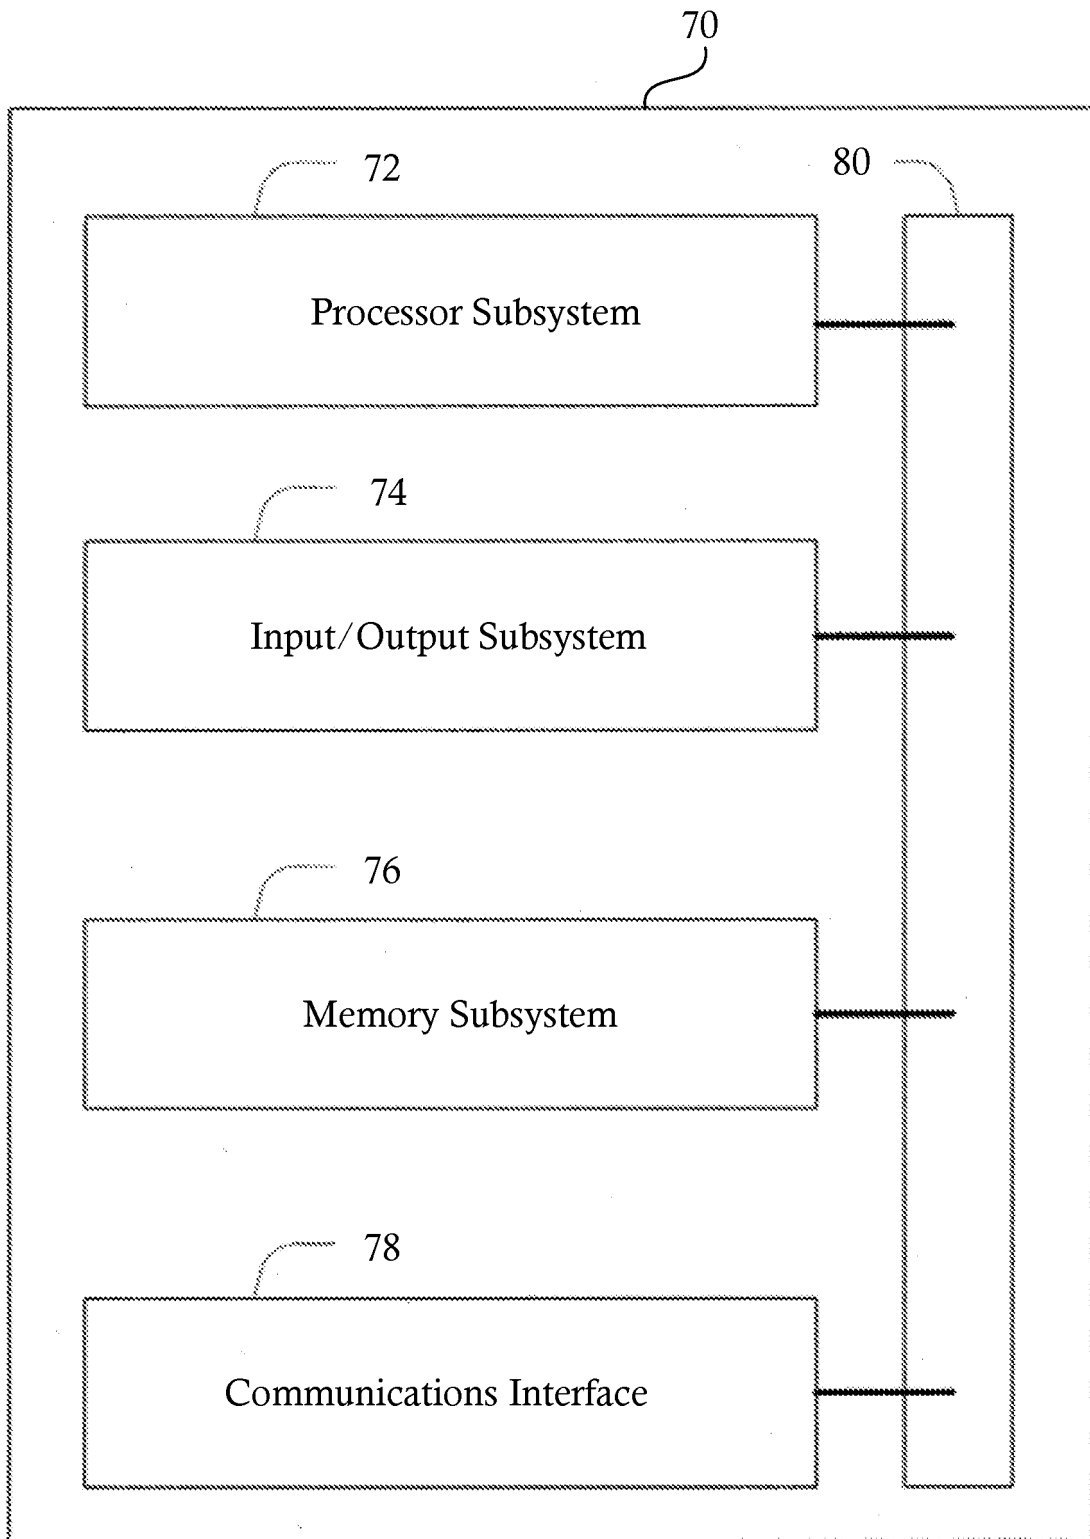 70
72
80
Processor Subsystem
74
Input/Output Subsystem
76
Memory Subsystem
78
Communications Interface